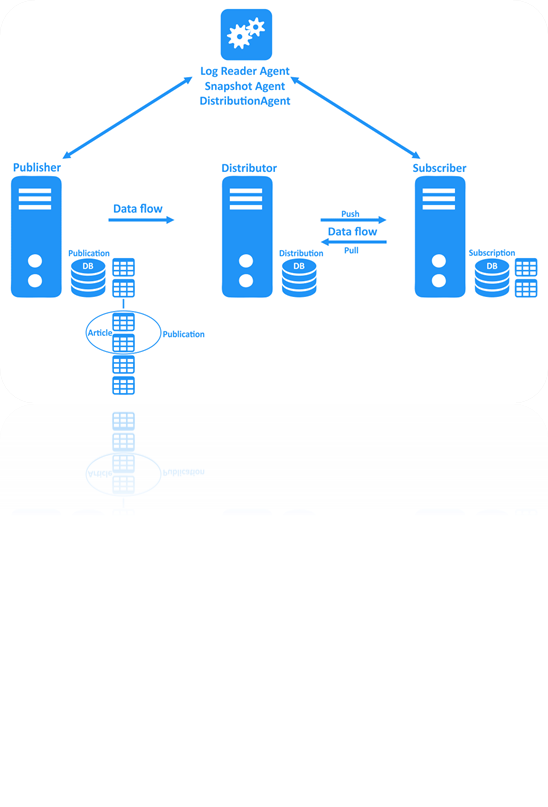 Log Reader Agent
Snapshot Agent
DistributionAgent
Publisher
Distributor
Subscriber
Data flow
Push
Data flow
Pull
Publication
DB
Distribution
DB
Subscription
DB
Article
Publication